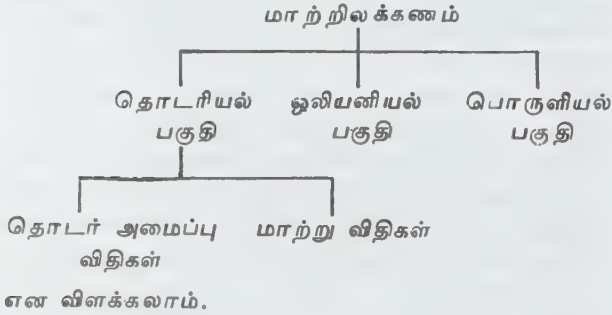 மாற்றிலக்கணம்
தொடரியல் ஒலியனியல் பொருளியல்
பகுதி பகுதி பகுதி
தொடர் அமைப்பு மாற்று விதிகள்
விதிகள்
என விளக்கலாம்.